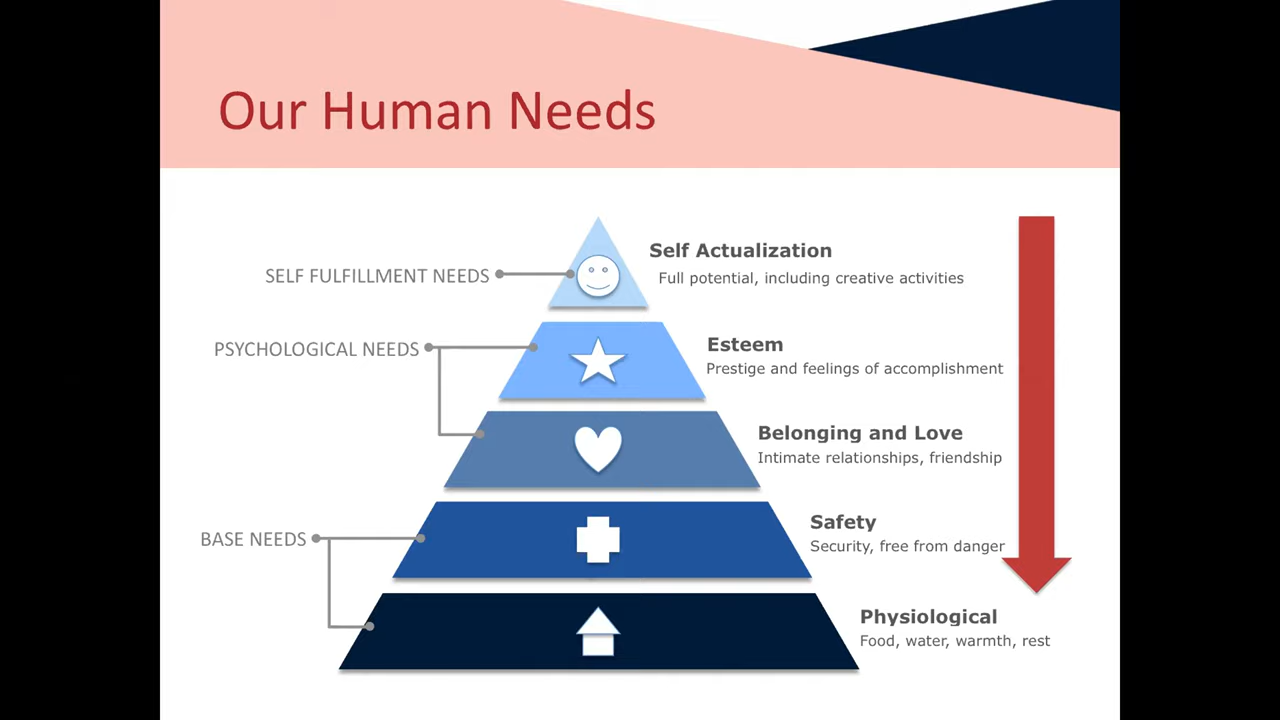 Our Human Needs
Self Actualization
SELF FULFILLMENT NEEDS
Full potential, including creative activities
Esteem
PSYCHOLOGICAL NEEDS
Prestige and feelings of accomplishment
Belonging and Love
Intimate relationships, friendship
Safety
BASE NEEDS
Security, free from danger
Physiological
Food, water, warmth, rest